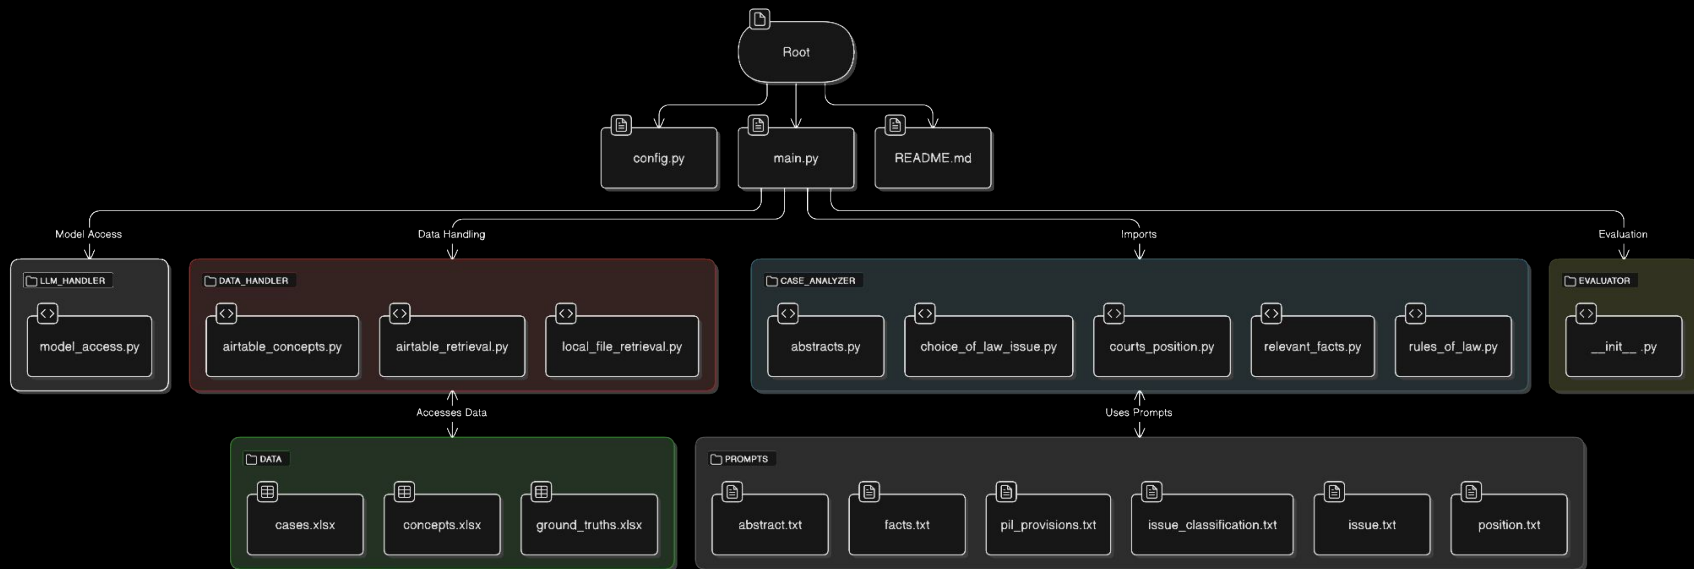 Root
config.py
main.py
README.md
Model Access
Data Handling
Imports
Evaluation
LLM_HANDLER
model_access.py
DATA_HANDLER
airtable_concepts.py
airtable_retrieval.py
local_file_retrieval.py
CASE_ANALYZER
abstracts.py
choice_of_law_issue.py
courts_position.py
relevant_facts.py
rules_of_law.py
EVALUATOR
__init__ .py
Accesses Data
Uses Prompts
DATA
cases.xlsx
concepts.xlsx
ground_truths.xlsx
PROMPTS
abstract.txt
facts.txt
pil_provisions.txt
issue_classification.txt
issue.txt
position.txt